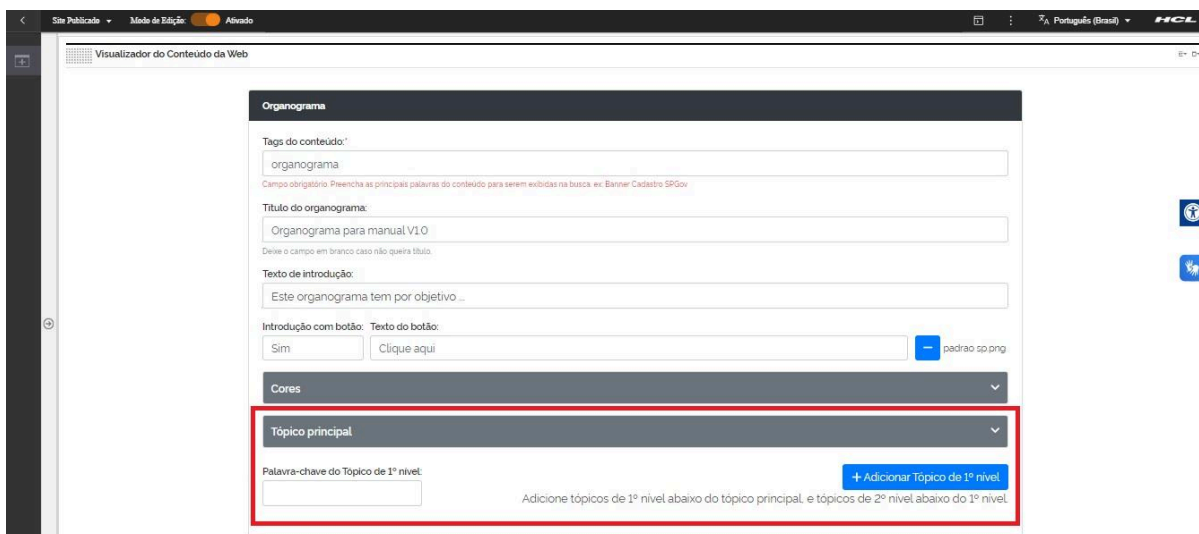 Site Publicado Modo de Edição: Ativado Português (Brasil) HCL
Visualizador do Conteúdo da Web
Organograma
Tags do conteúdo:*
organograma
Campo obrigatório. Preencha as principais palavras do conteúdo para serem exibidas na busca. ex: Banner Cadastro SPGov
Título do organograma:
Organograma para manual V1.0
Deixe o campo em branco caso não queira título.
Texto de introdução:
Este organograma tem por objetivo ...
Introdução com botão: Texto do botão:
Sim Clique aqui padrao sp.png
Cores
Tópico principal
Palavra-chave do Tópico de 1º nível:
+ Adicionar Tópico de 1º nível
Adicione tópicos de 1º nível abaixo do tópico principal, e tópicos de 2º nível abaixo do 1º nível.